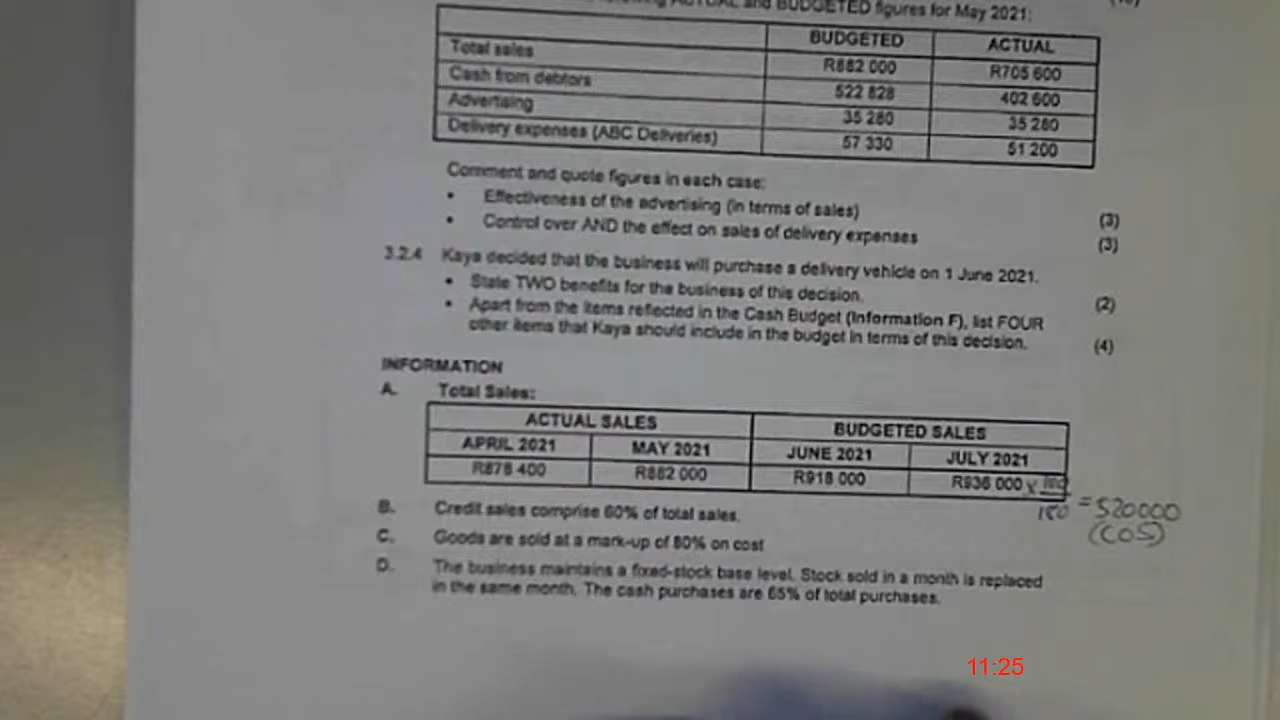 ACTUAL and BUDGETED figures for May 2021:
BUDGETED ACTUAL
Total sales R882 000 R705 600
Cash from debtors 522 828 402 600
Advertising 35 280 35 280
Delivery expenses (ABC Deliveries) 57 330 51 200
Comment and quote figures in each case:
• Effectiveness of the advertising (in terms of sales) (3)
• Control over AND the effect on sales of delivery expenses (3)
3.2.4 Kaya decided that the business will purchase a delivery vehicle on 1 June 2021.
• State TWO benefits for the business of this decision. (2)
• Apart from the items reflected in the Cash Budget (Information F), list FOUR
other items that Kaya should include in the budget in terms of this decision. (4)
INFORMATION
A. Total Sales:
ACTUAL SALES BUDGETED SALES
APRIL 2021 MAY 2021 JUNE 2021 JULY 2021
R876 400 R882 000 R918 000 R936 000 x 100
180 = 520000
(COS)
B. Credit sales comprise 60% of total sales.
C. Goods are sold at a mark-up of 80% on cost
D. The business maintains a fixed-stock base level. Stock sold in a month is replaced
in the same month. The cash purchases are 65% of total purchases.
11:25